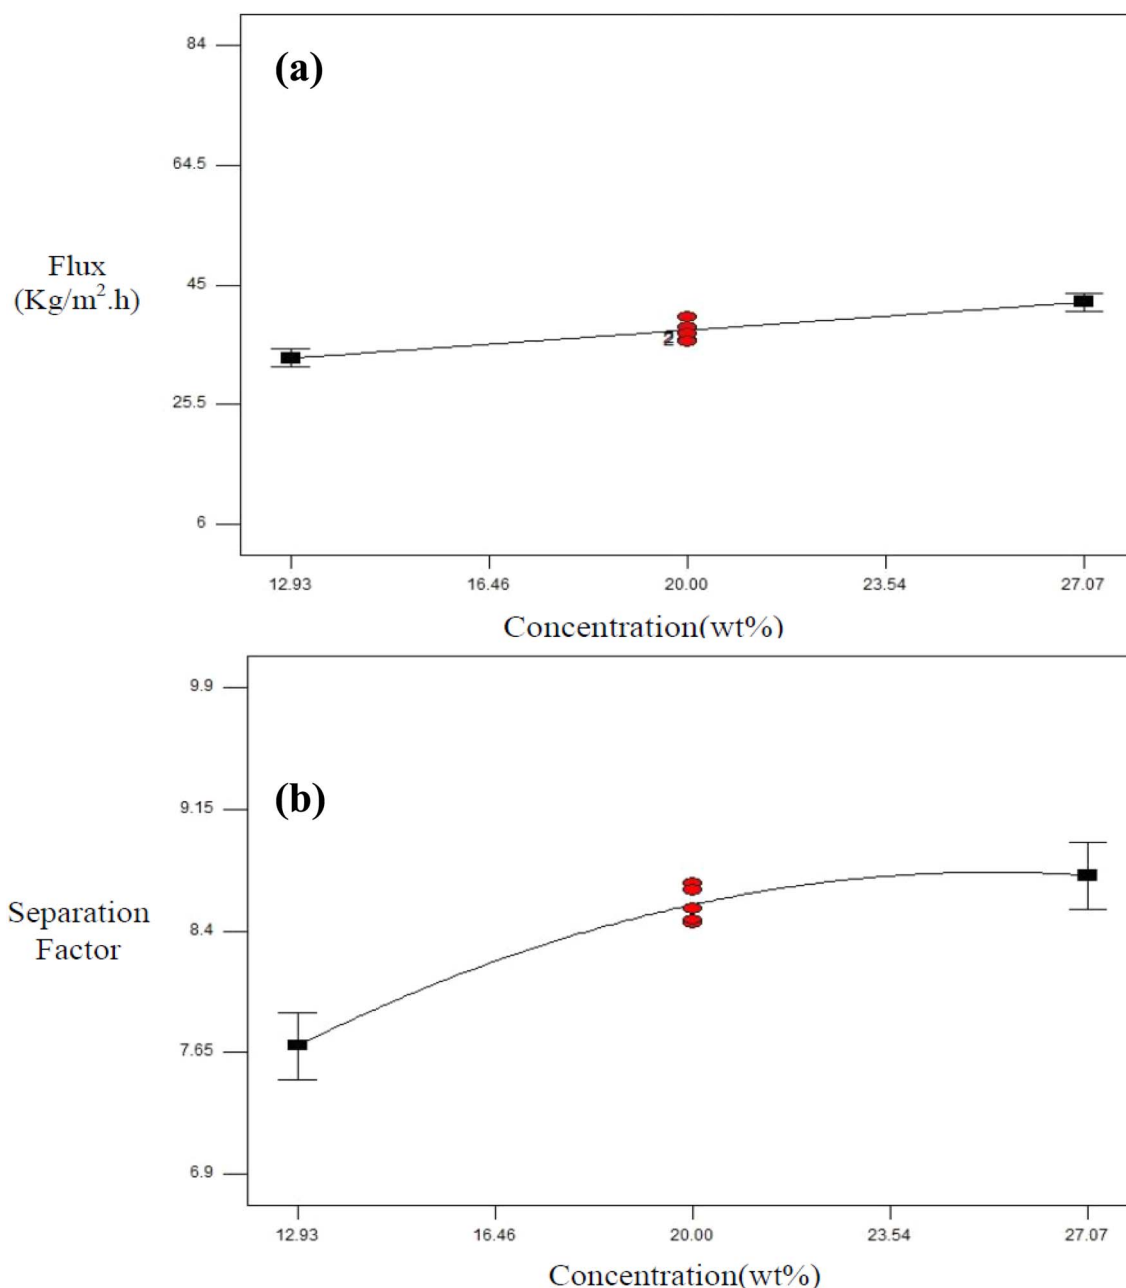 (a)
84
64.5
45
25.5
6
Flux
(Kg/m².h)
2
12.93 16.46 20.00 23.54 27.07
Concentration(wt%)
(b)
9.9
9.15
8.4
7.65
6.9
Separation
Factor
12.93 16.46 20.00 23.54 27.07
Concentration(wt%)